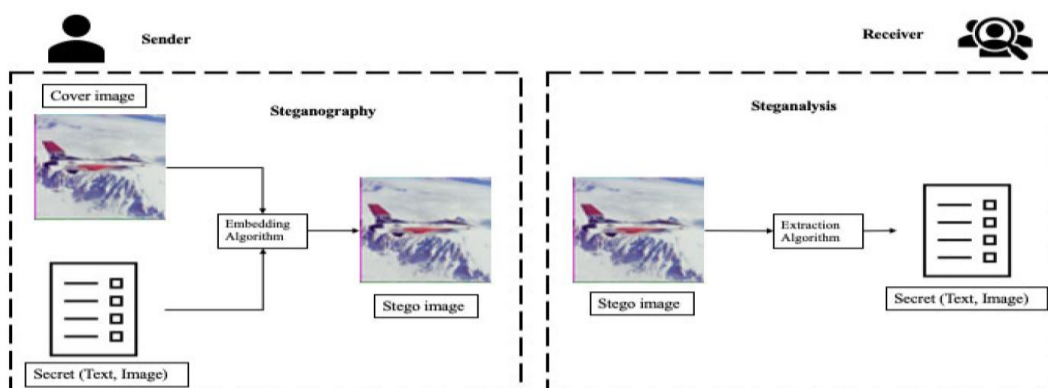 Sender
Receiver
Cover image
Steganography
Steganalysis
Embedding
Algorithm
Extraction
Algorithm
Stego image
Stego image
Secret (Text, Image)
Secret (Text, Image)